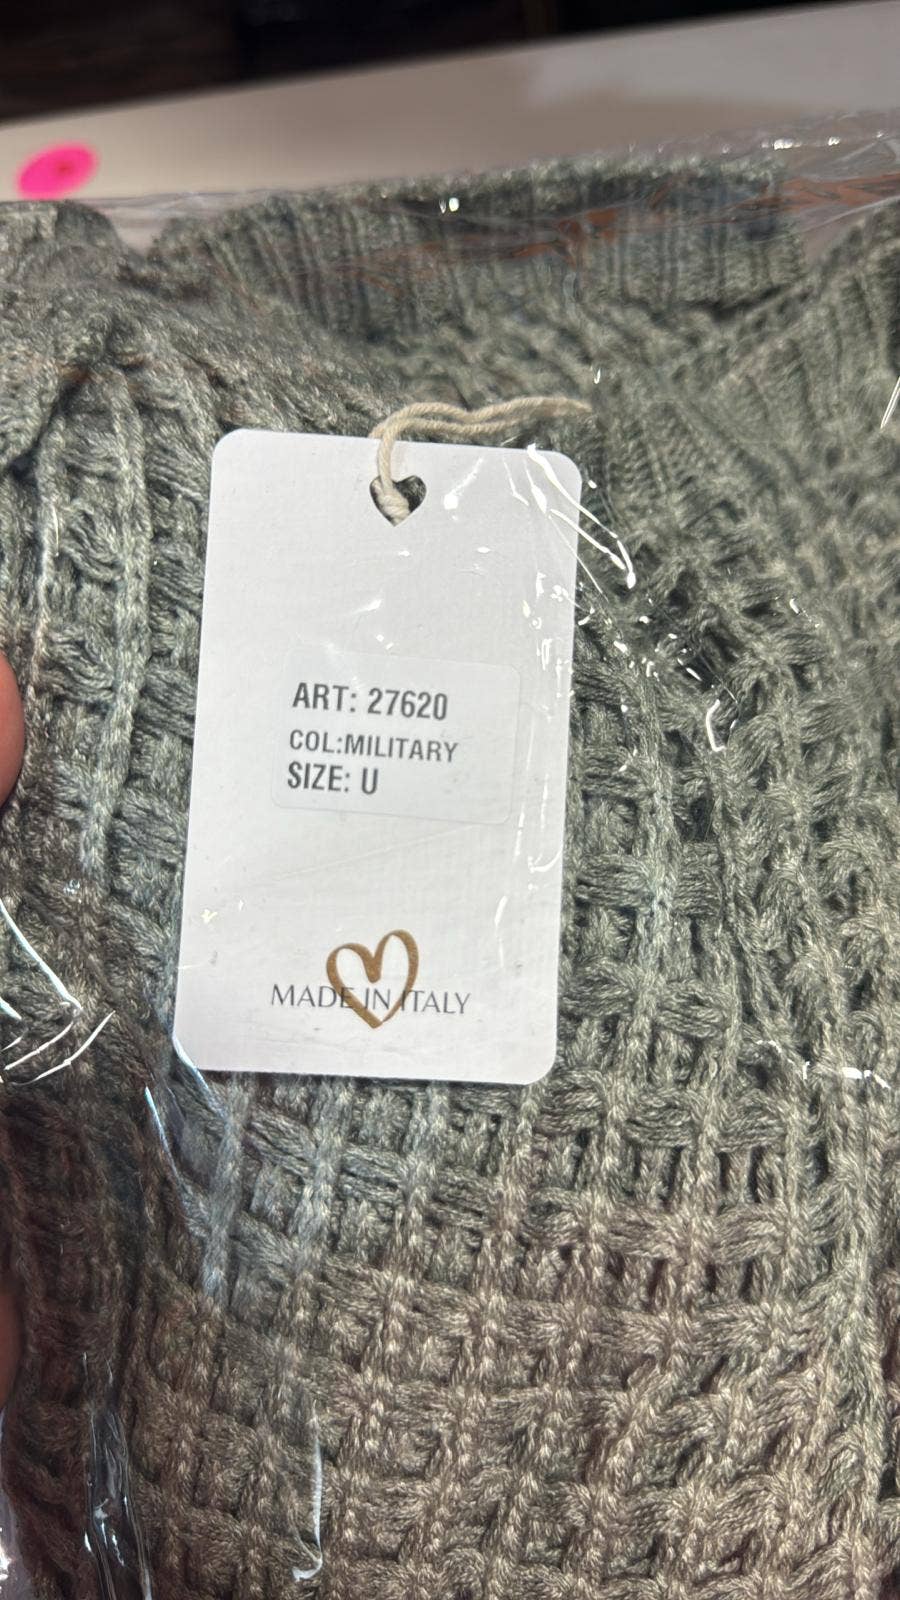 ART: 27620
COL:MILITARY
SIZE: U
MADE IN ITALY